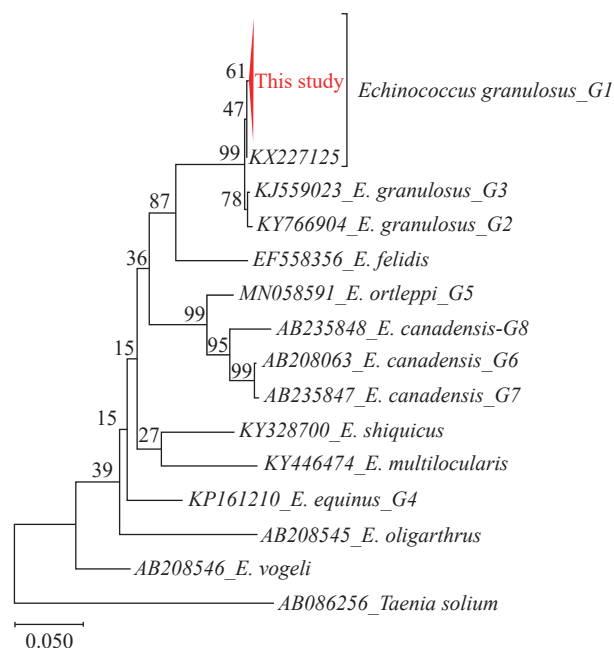 61
This study
Echinococcus granulosus_G1
47
99
KX227125
KJ559023_E. granulosus_G3
87
78
KY766904_E. granulosus_G2
36
EF558356_E. felidis
MN058591_E. ortleppi_G5
99
AB235848_E. canadensis-G8
95
AB208063_E. canadensis_G6
15
99
AB235847_E. canadensis_G7
15
27
KY328700_E. shiquicus
KY446474_E. multilocularis
39
KP161210_E. equinus_G4
AB208545_E. oligarthrus
AB208546_E. vogeli
AB086256_Taenia solium
0.050